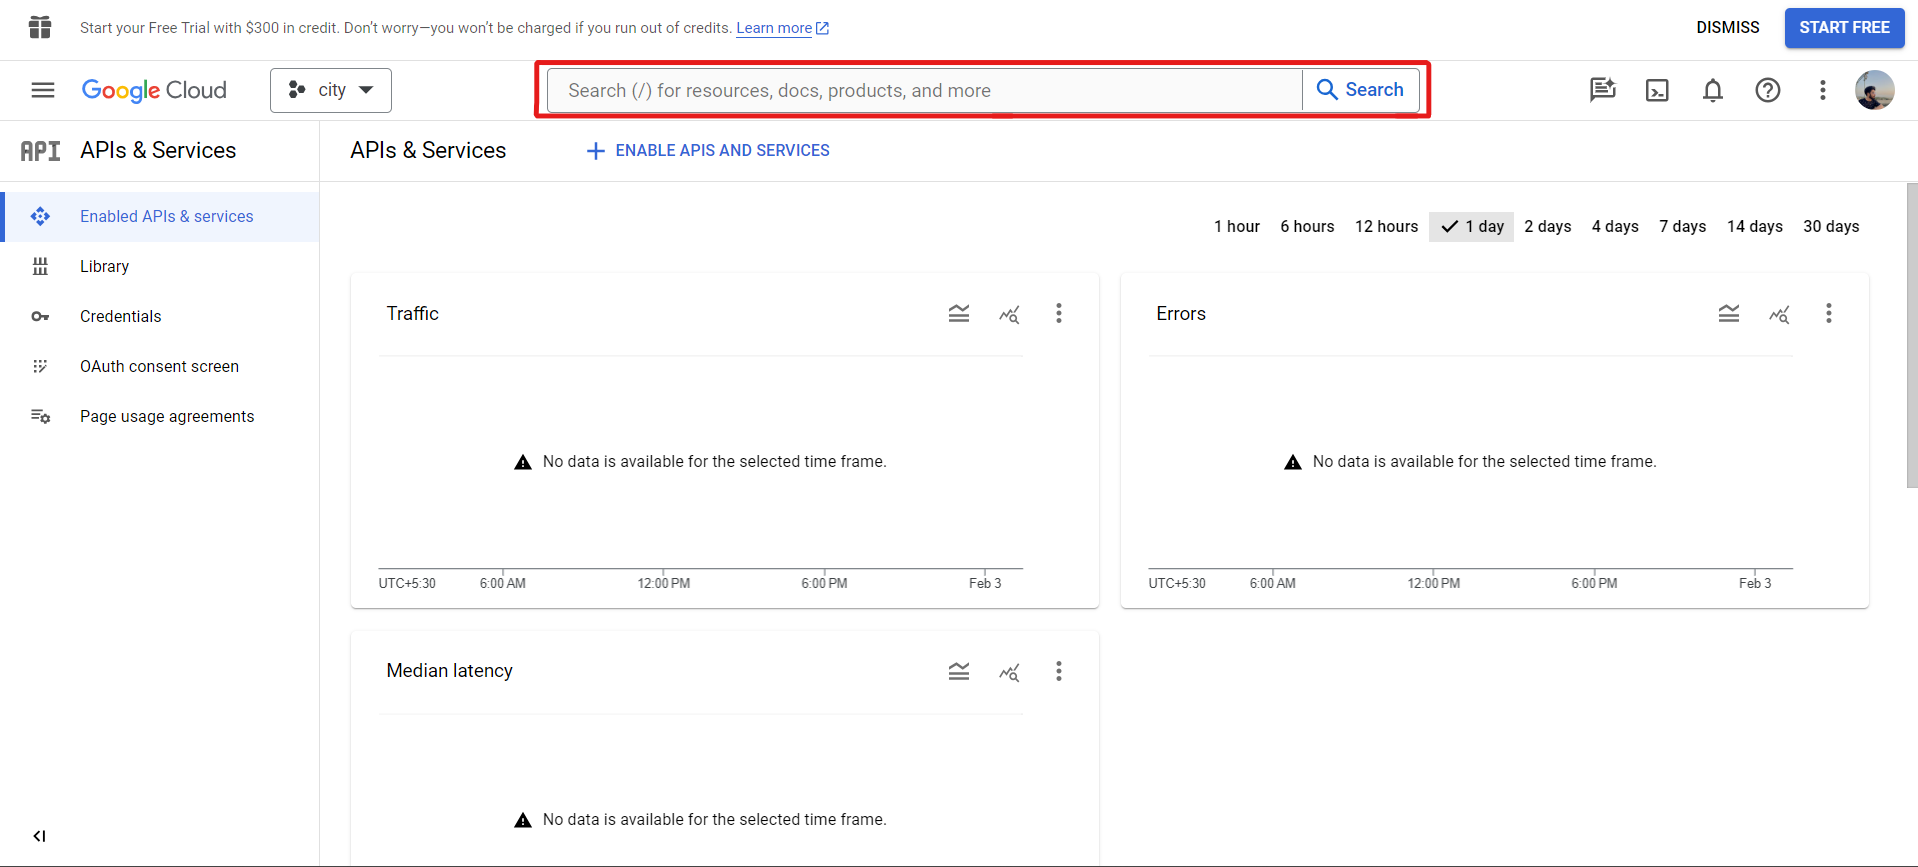 Start your Free Trial with $300 in credit. Don’t worry—you won’t be charged if you run out of credits. Learn more
DISMISS
START FREE
Google Cloud
city
Search (/) for resources, docs, products, and more
Search
API
APIs & Services
APIs & Services
ENABLE APIS AND SERVICES
Enabled APIs & services
Library
Credentials
OAuth consent screen
Page usage agreements
1 hour 6 hours 12 hours 1 day 2 days 4 days 7 days 14 days 30 days
Traffic
No data is available for the selected time frame.
UTC+5:30 6:00 AM 12:00 PM 6:00 PM Feb 3
Errors
No data is available for the selected time frame.
UTC+5:30 6:00 AM 12:00 PM 6:00 PM Feb 3
Median latency
No data is available for the selected time frame.